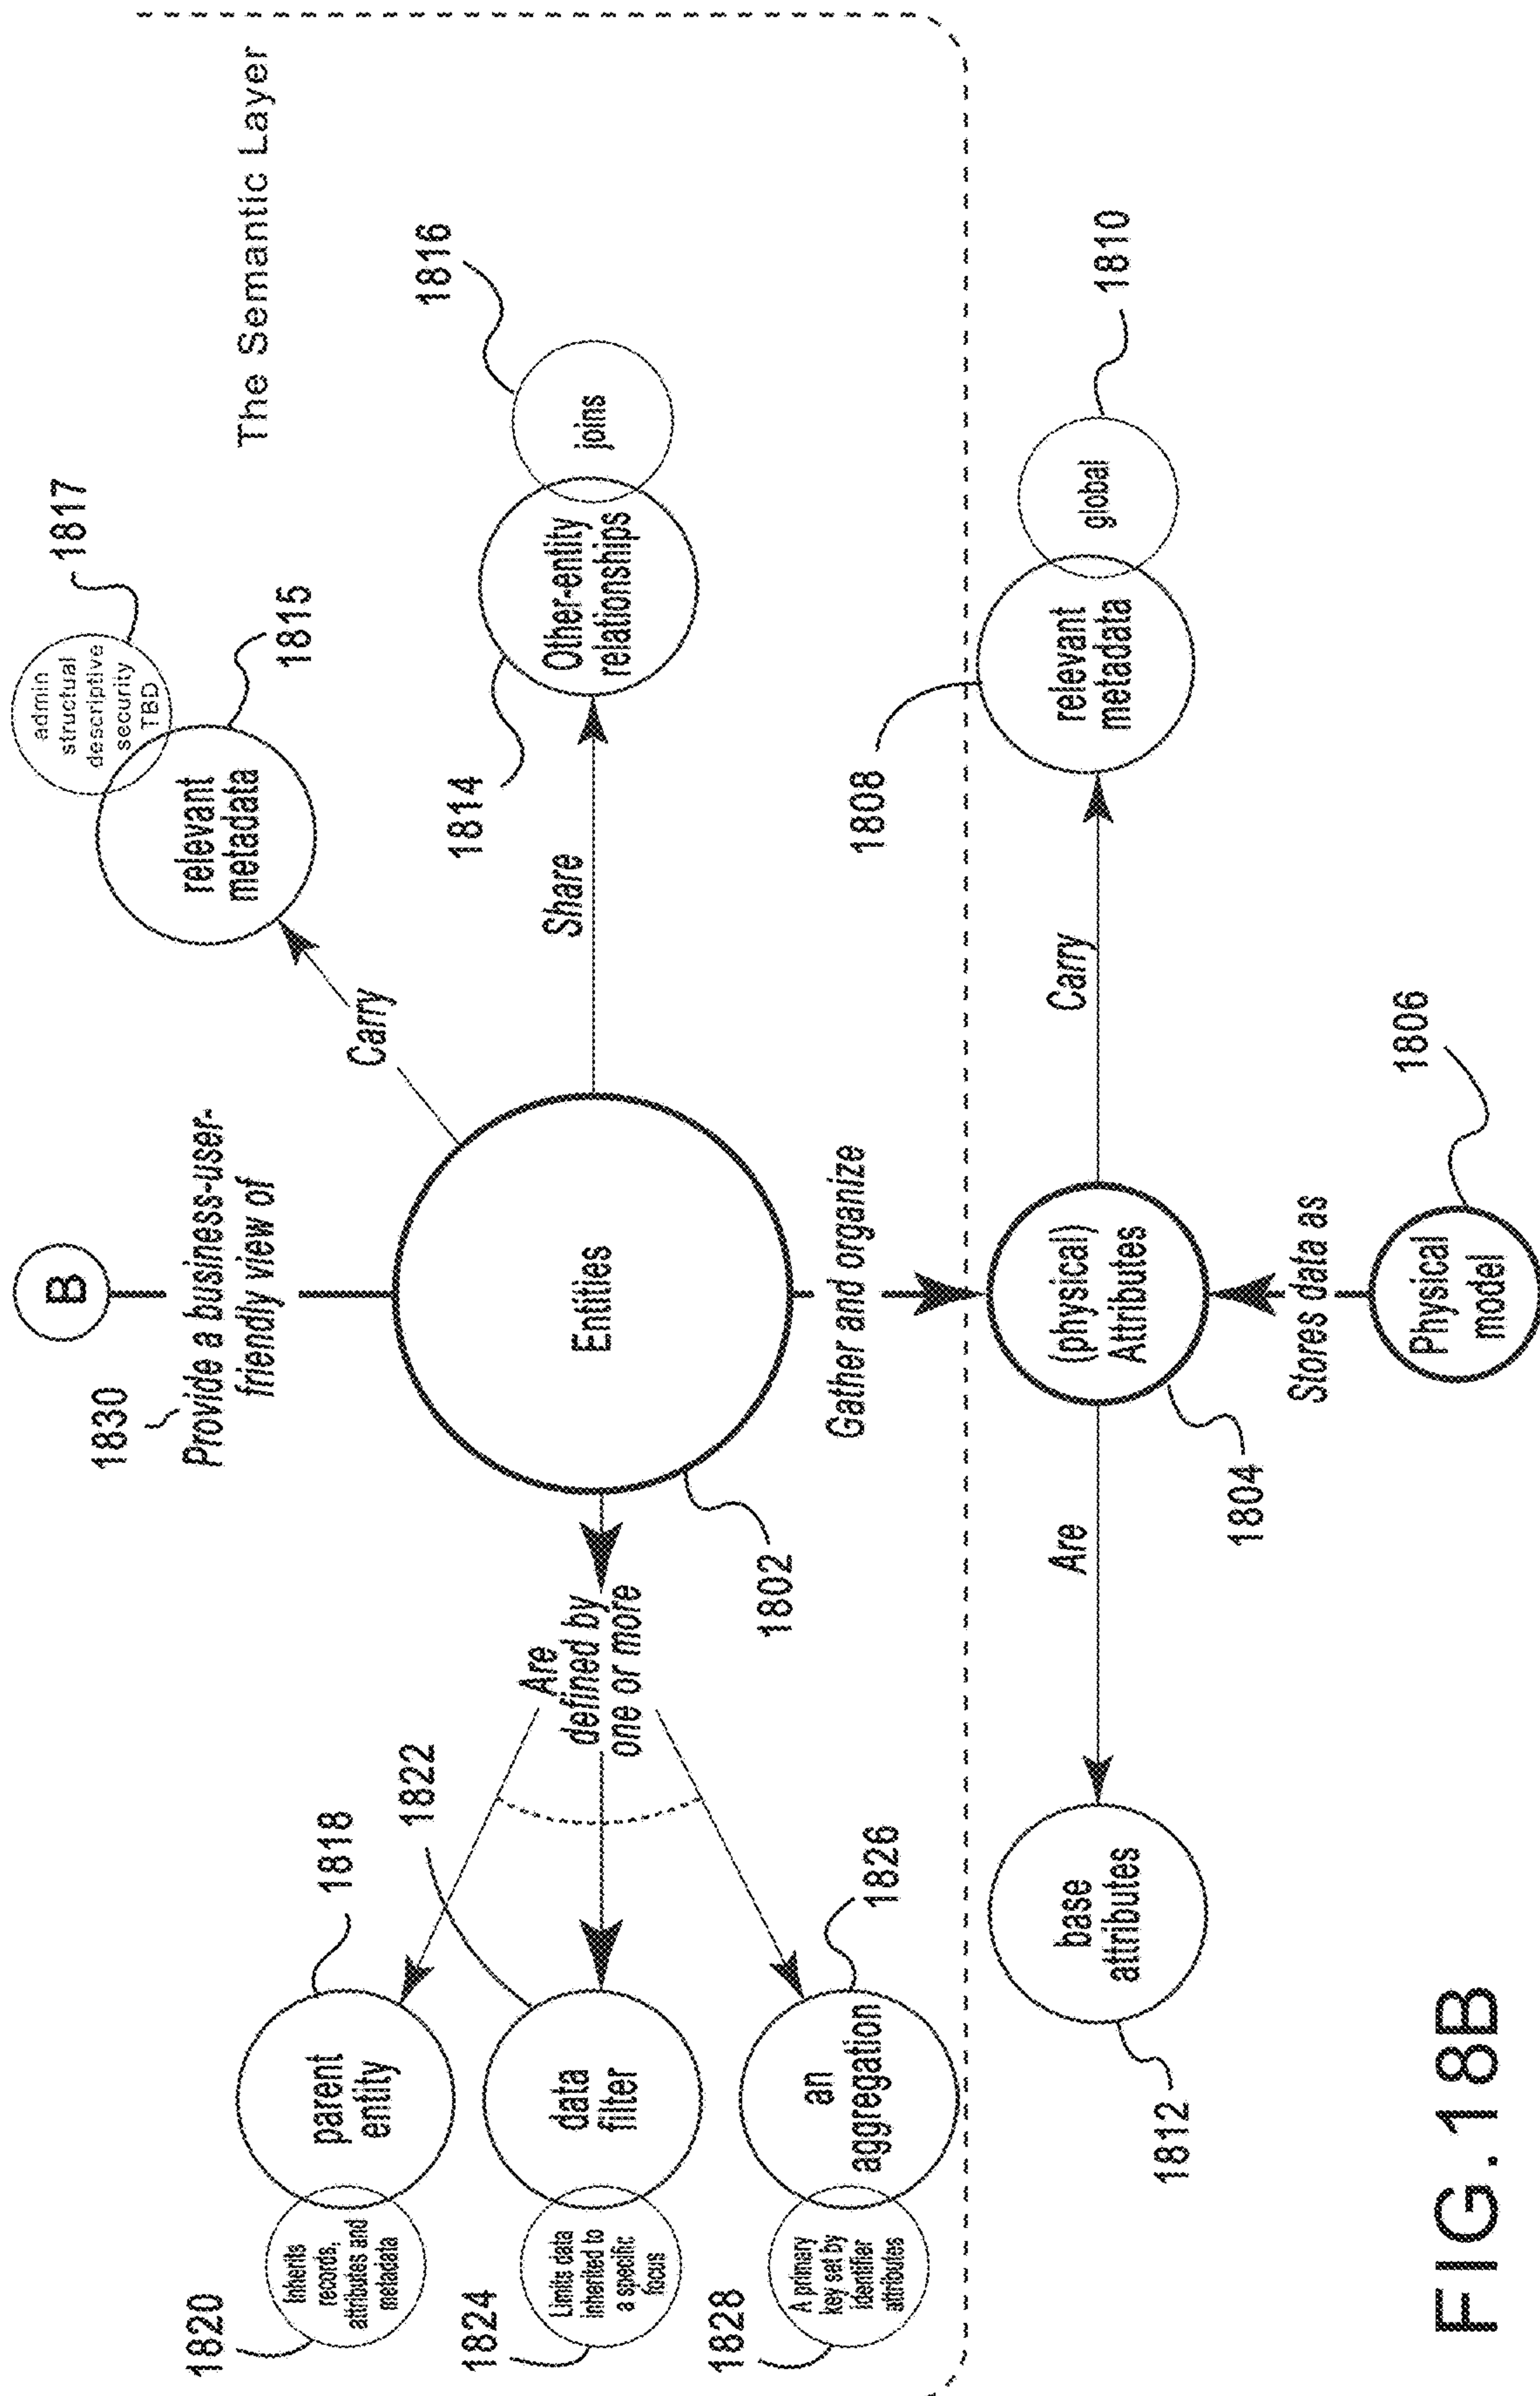 B
1830
Provide a business-user-
friendly view of
The Semantic Layer
admin
structual
descriptive
security
TBD
1817
relevant
metadata
1815
Carry
Inherits
records,
attributes and
metadata
1820
parent
entity
1818
1822
Limits data
inherited to
a specific
focus
1824
data
filter
Are
defined by
one or more
Entities
1802
Share
Other-entity
relationships
1814
joins
1816
A primary
key set by
identifier
attributes
1828
an
aggregation
1826
Gather and organize
base
attributes
1812
Are
(physical)
Attributes
1804
Carry
relevant
metadata
1808
global
1810
Stores data as
Physical
model
1806
FIG. 18B